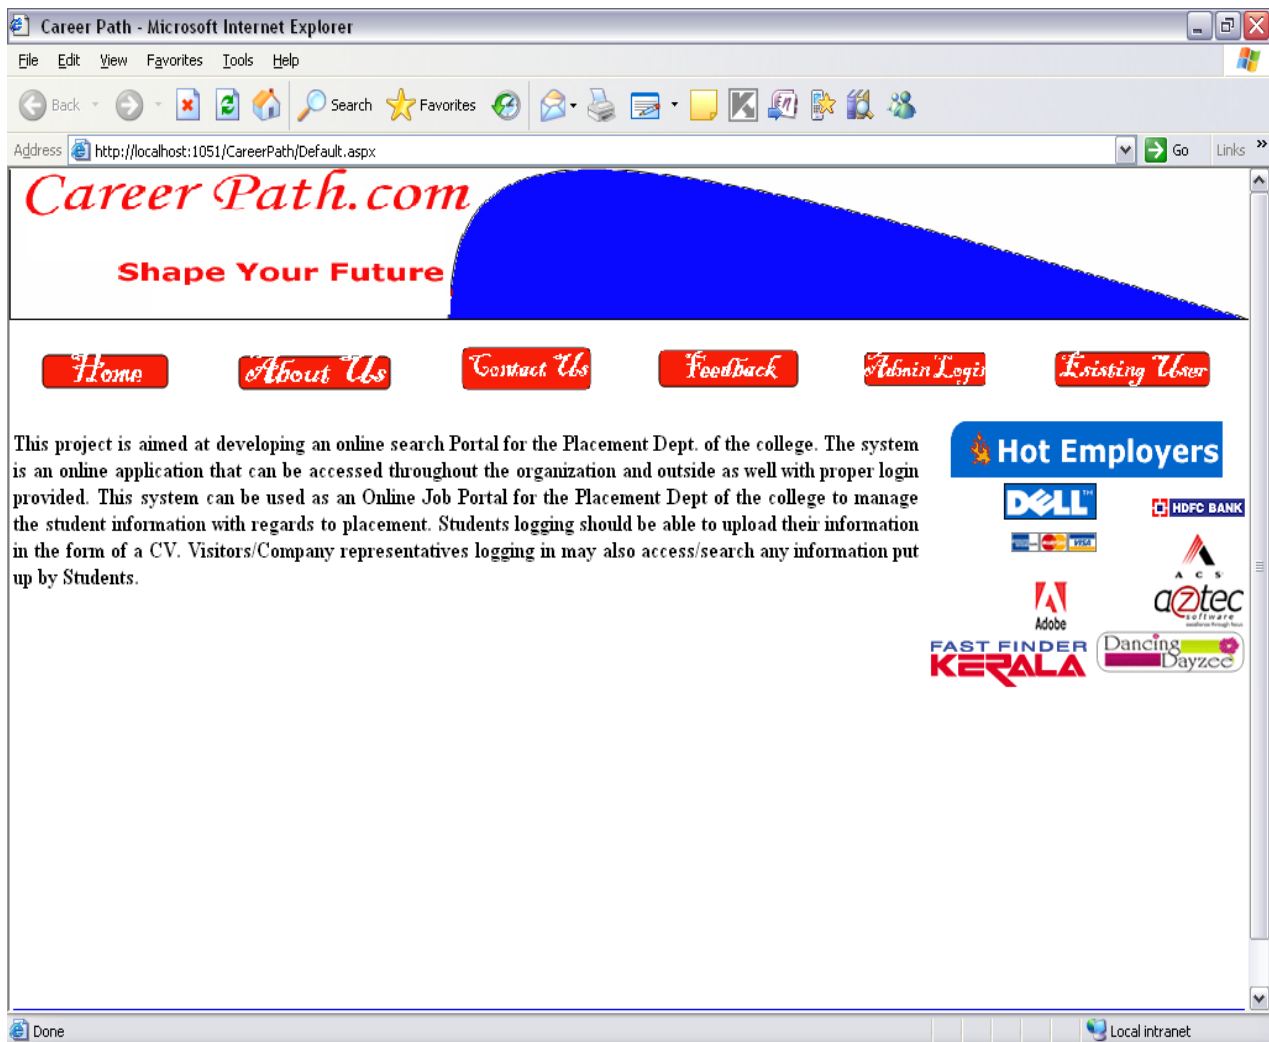 Career Path - Microsoft Internet Explorer
File Edit View Favorites Tools Help
Back Search Favorites
Address http://localhost:1051/CareerPath/Default.aspx Go Links »
Career Path.com
Shape Your Future
Home About Us Contact Us Feedback Admin Login Existing User
This project is aimed at developing an online search Portal for the Placement Dept. of the college. The system
is an online application that can be accessed throughout the organization and outside as well with proper login
provided. This system can be used as an Online Job Portal for the Placement Dept of the college to manage
the student information with regards to placement. Students logging should be able to upload their information
in the form of a CV. Visitors/Company representatives logging in may also access/search any information put
up by Students.
Hot Employers
DELL™ HDFC BANK
VISA
ACS
Adobe
aztec
software
FAST FINDER
KERALA
Dancing
Dayzee
Done Local intranet